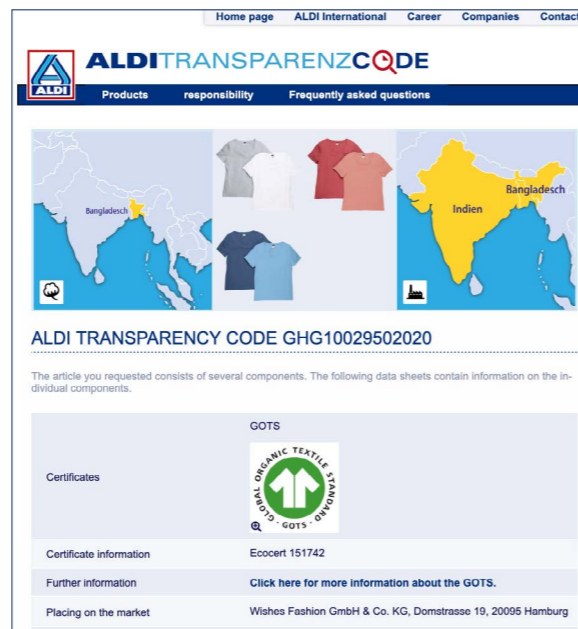 Home page ALDI International Career Companies Contact
ALDI
ALDITRANSPARENZCODE
Products responsibility Frequently asked questions
Bangladesch
Indien
Bangladesch
ALDI TRANSPARENCY CODE GHG10029502020
The article you requested consists of several components. The following data sheets contain information on the in-
dividual components.
GOTS
Certificates
GLOBAL ORGANIC TEXTILE STANDARD · GOTS ·
Certificate information Ecocert 151742
Further information Click here for more information about the GOTS.
Placing on the market Wishes Fashion GmbH & Co. KG, Domstrasse 19, 20095 Hamburg